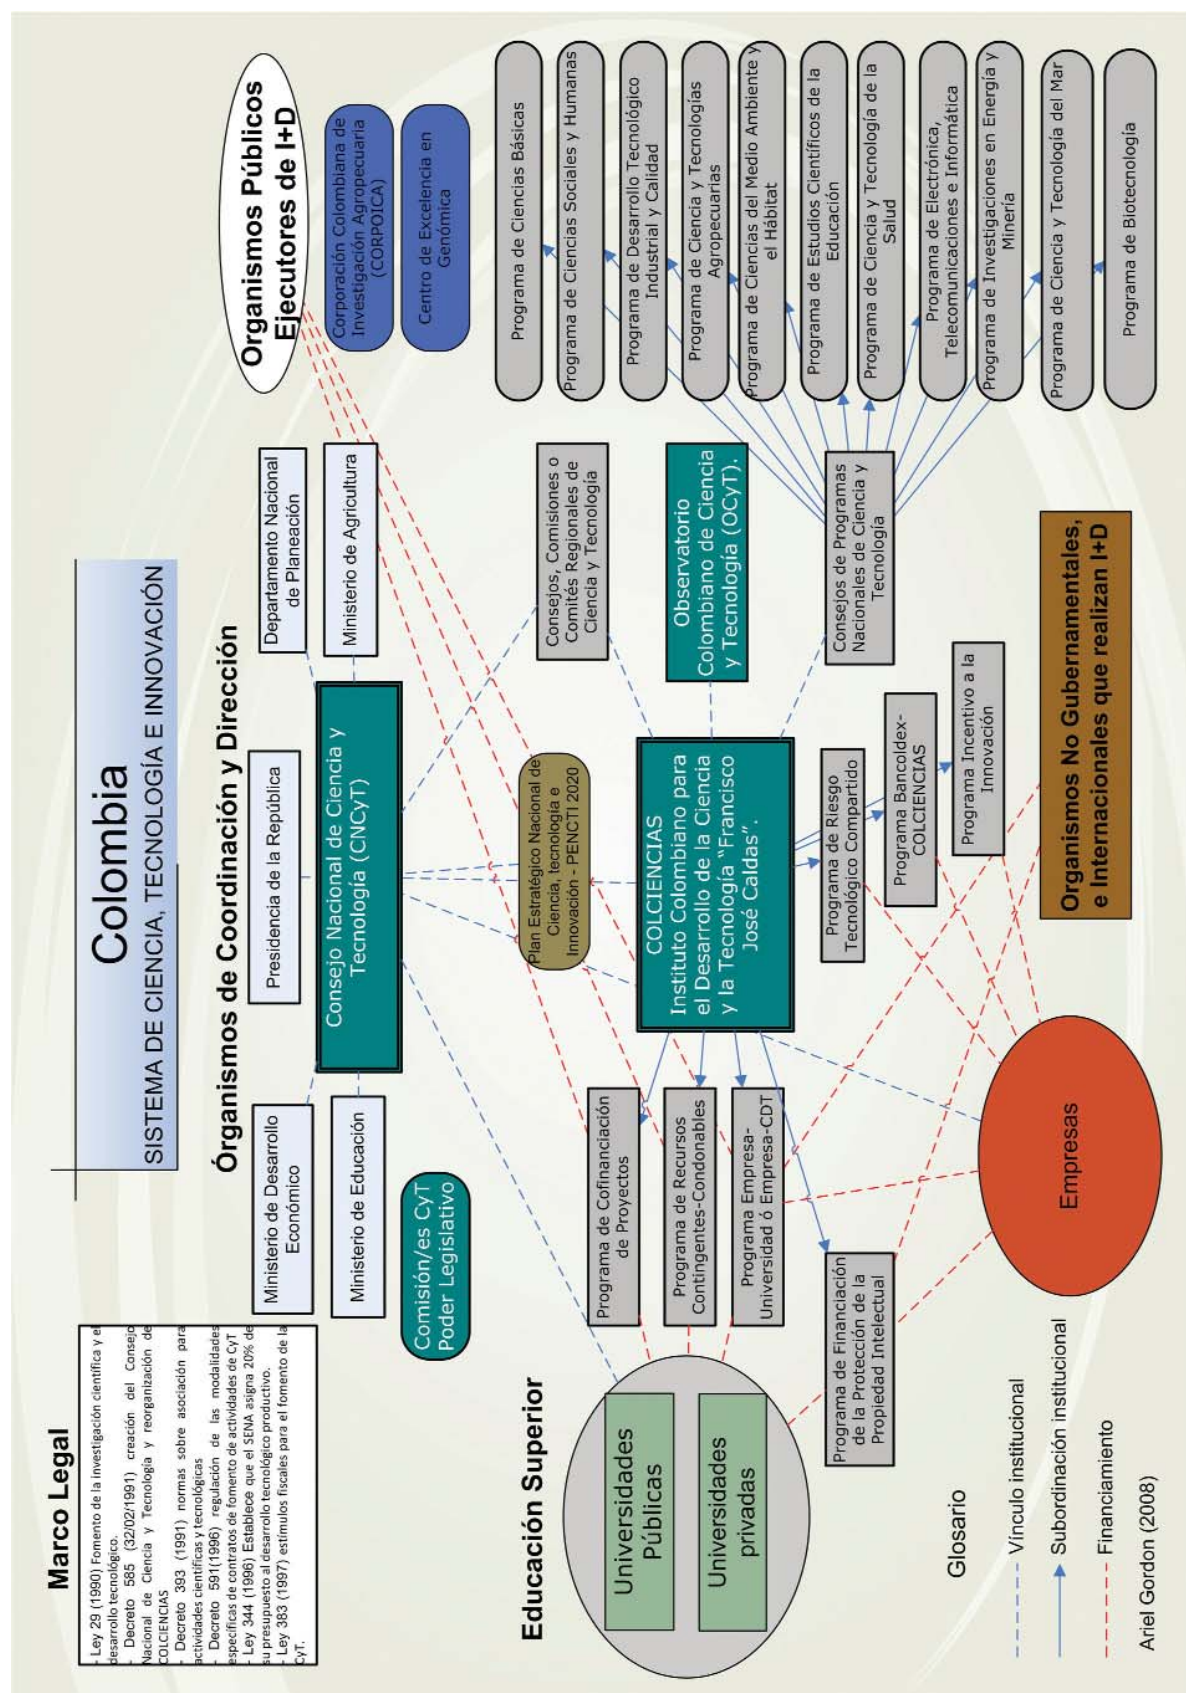 Colombia
SISTEMA DE CIENCIA, TECNOLOGÍA E INNOVACIÓN
Marco Legal
- Ley 29 (1990) Fomento de la investigación científica y el
desarrollo tecnológico.
- Decreto 585 (32/02/1991) creación del Consejo
Nacional de Ciencia y Tecnología y reorganización de
COLCIENCIAS
- Decreto 393 (1991) normas sobre asociación para
actividades científicas y tecnológicas
- Decreto 591(1996) regulación de las modalidades
específicas de contratos de fomento de actividades de CyT
- Ley 344 (1996) Establece que el SENA asigna 20% de
su presupuesto al desarrollo tecnológico productivo.
- Ley 383 (1997) estímulos fiscales para el fomento de la
CyT.
Órganismos de Coordinación y Dirección
Ministerio de Desarrollo
Económico
Presidencia de la República
Departamento Nacional
de Planeación
Ministerio de Educación
Consejo Nacional de Ciencia y
Tecnología (CNCyT)
Ministerio de Agricultura
Comisión/es CyT
Poder Legislativo
Organismos Públicos
Ejecutores de I+D
Corporación Colombiana de
Investigación Agropecuaria
(CORPOICA)
Centro de Excelencia en
Genómica
Plan Estratégico Nacional de
Ciencia, tecnología e
Innovación - PENCTI 2020
Consejos, Comisiones o
Comités Regionales de
Ciencia y Tecnología
COLCIENCIAS
Instituto Colombiano para
el Desarrollo de la Ciencia
y la Tecnología “Francisco
José Caldas”.
Observatorio
Colombiano de Ciencia
y Tecnología (OCyT).
Consejos de Programas
Nacionales de Ciencia y
Tecnología
Programa de Ciencias Básicas
Programa de Ciencias Sociales y Humanas
Programa de Desarrollo Tecnológico
Industrial y Calidad
Programa de Ciencia y Tecnologías
Agropecuarias
Programa de Ciencias del Medio Ambiente y
el Hábitat
Programa de Estudios Científicos de la
Educación
Programa de Ciencia y Tecnología de la
Salud
Programa de Electrónica,
Telecomunicaciones e Informática
Programa de Investigaciones en Energía y
Minería
Programa de Ciencia y Tecnología del Mar
Programa de Biotecnología
Educación Superior
Universidades
Públicas
Universidades
privadas
Programa de Cofinanciación
de Proyectos
Programa de Recursos
Contingentes-Condonables
Programa Empresa-
Universidad ó Empresa-CDT
Programa de Financiación
de la Protección de la
Propiedad Intelectual
Programa de Riesgo
Tecnológico Compartido
Programa Bancoldex-
COLCIENCIAS
Programa Incentivo a la
Innovación
Empresas
Organismos No Gubernamentales,
e Internacionales que realizan I+D
Glosario
Vínculo institucional
Subordinación institucional
Financiamiento
Ariel Gordon (2008)